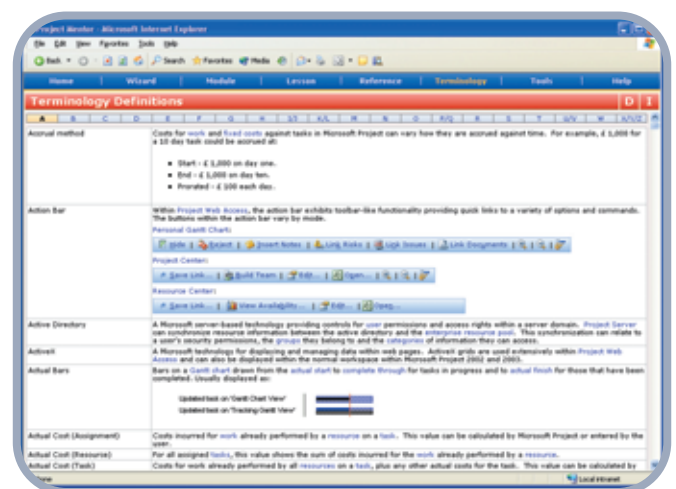 Project Mentor - Microsoft Internet Explorer
File Edit View Favorites Tools Help
Back Search Favorites Media
Home | Wizard | Module | Lesson | Reference | Terminology | Tools | Help
Terminology Definitions D I
A B C D E F G H I/J K/L M N O P/Q R S T U/V W X/Y/Z
Accrual method Costs for work and fixed costs against tasks in Microsoft Project can vary how they are accrued against time. For example, £ 1,000 for
a 10 day task could be accrued at:
Start - £ 1,000 on day one.
End - £ 1,000 on day ten.
Prorated - £ 100 each day.
Action Bar Within Project Web Access, the action bar exhibits toolbar-like functionality providing quick links to a variety of options and commands.
The buttons within the action bar vary by mode.
Personal Gantt Chart:
Hide | Reject | Insert Notes | Link Risks | Link Issues | Link Documents
Project Center:
Save Link... | Build Team | Edit... | Open...
Resource Center:
Save Link... | View Availability... | Edit... | Open...
Active Directory A Microsoft server-based technology providing controls for user permissions and access rights within a server domain. Project Server
can synchronize resource information between the active directory and the enterprise resource pool. This synchronization can relate to
a user's security permissions, the groups they belong to and the categories of information they can access.
ActiveX A Microsoft technology for displaying and managing data within web pages. ActiveX grids are used extensively within Project Web
Access and can also be displayed within the normal workspace within Microsoft Project 2002 and 2003.
Actual Bars Bars on a Gantt chart drawn from the actual start to complete through for tasks in progress and to actual finish for those that have been
completed. Usually displayed as:
Updated task on 'Gantt Chart View'
Updated task on 'Tracking Gantt View'
Actual Cost (Assignment) Costs incurred for work already performed by a resource on a task. This value can be calculated by Microsoft Project or entered by the
user.
Actual Cost (Resource) For all assigned tasks, this value shows the sum of costs incurred for the work already performed by a resource.
Actual Cost (Task) Costs for work already performed by all resources on a task, plus any other actual costs for the task. This value can be calculated by
Done Local intranet